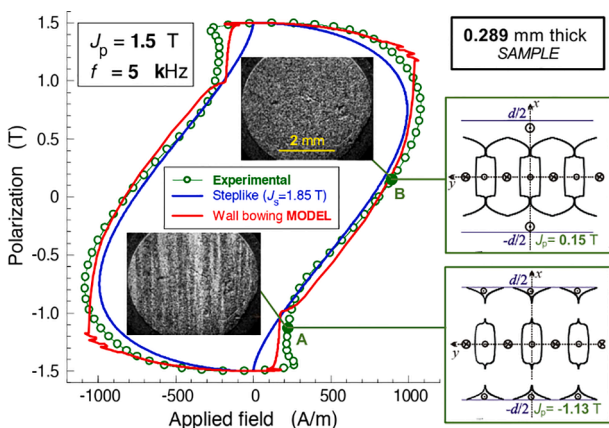 J_p = 1.5 T
f = 5 kHz
0.289 mm thick
SAMPLE
Polarization (T)
1.5
1.0
0.5
0
-0.5
-1.0
-1.5
2 mm
Experimental
Steplike (J_s=1.85 T)
Wall bowing MODEL
B
A
-1000
-500
0
500
1000
Applied field (A/m)
d/2
x
y
-d/2
J_p= 0.15 T
d/2
x
y
-d/2
J_p= -1.13 T